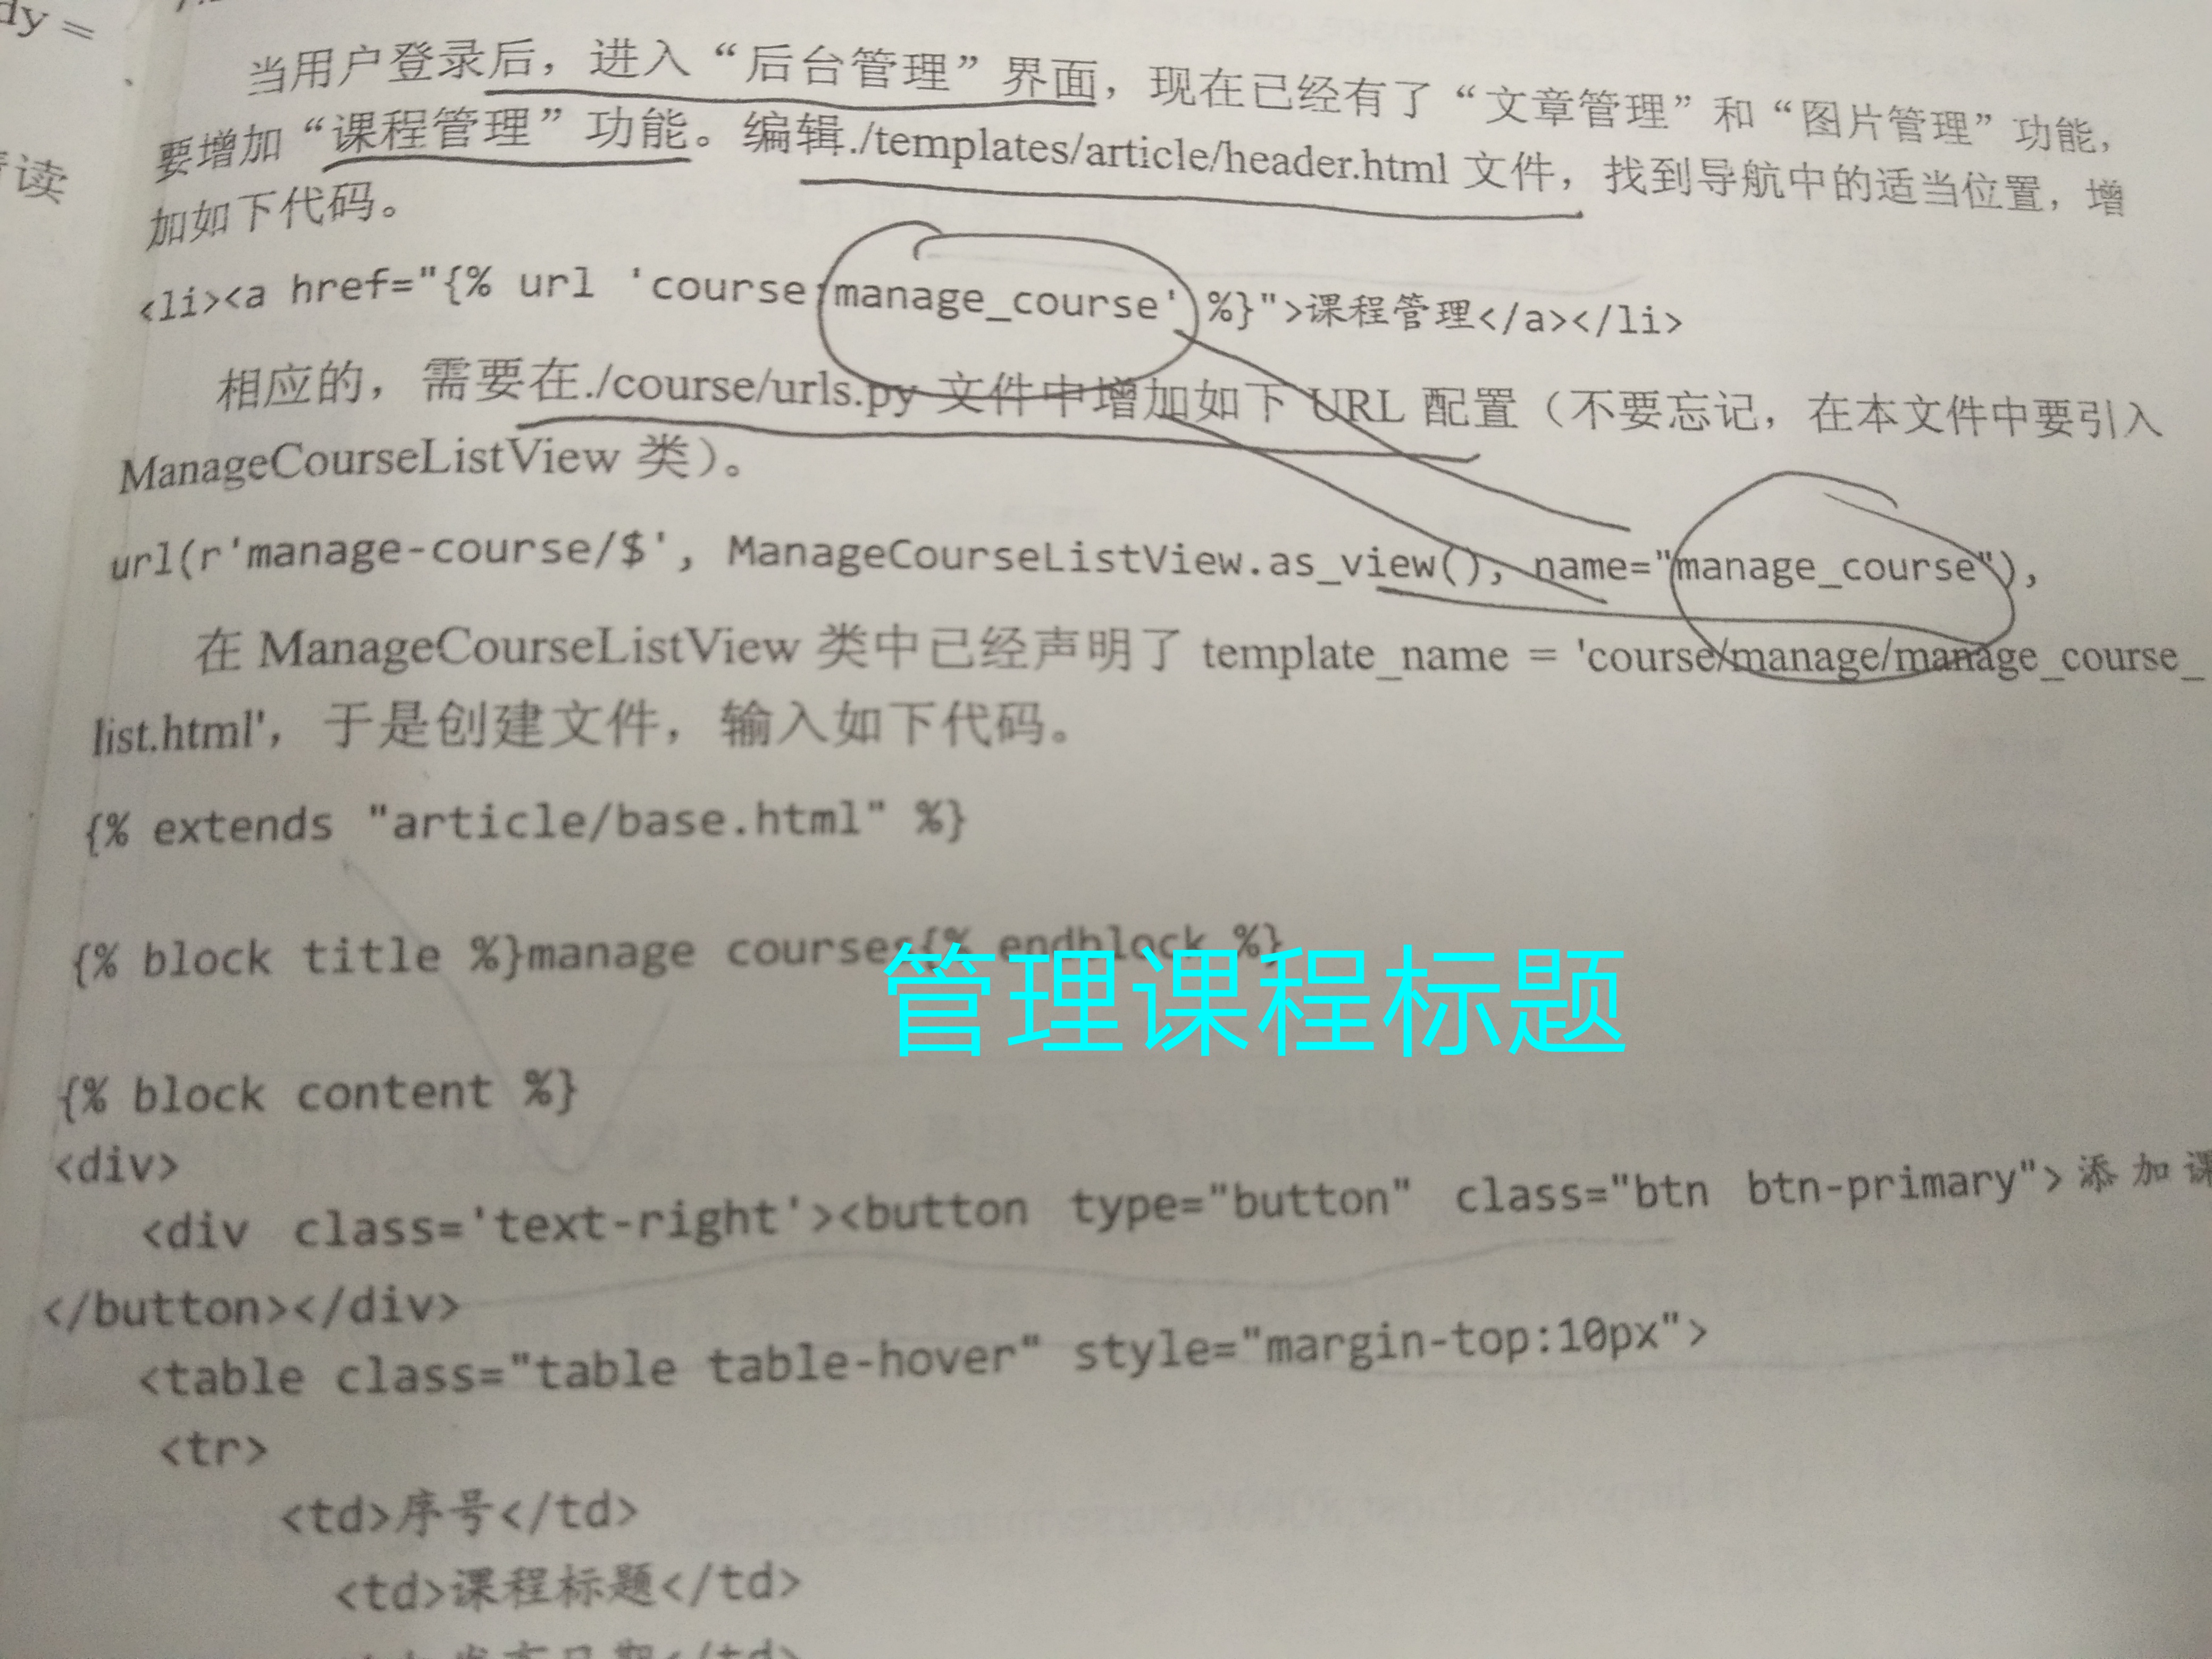 dy =
读
当用户登录后，进入“后台管理”界面，现在已经有了“文章管理”和“图片管理”功能，
要增加“课程管理”功能。编辑./templates/article/header.html 文件，找到导航中的适当位置，增
加如下代码。
<li><a href="{% url 'course:manage_course' %}">课程管理</a></li>
相应的，需要在./course/urls.py 文件中增加如下 URL 配置（不要忘记，在本文件中要引入
ManageCourseListView 类）。
url(r'manage-course/$', ManageCourseListView.as_view(), name="manage_course"),
在 ManageCourseListView 类中已经声明了 template_name = 'course/manage/manage_course_
list.html'，于是创建文件，输入如下代码。
{% extends "article/base.html" %}
{% block title %}manage courses{% endblock %}
管理课程标题
{% block content %}
<div>
<div class='text-right'><button type="button" class="btn btn-primary">添加课
</button></div>
<table class="table table-hover" style="margin-top:10px">
<tr>
<td>序号</td>
<td>课程标题</td>
</td>